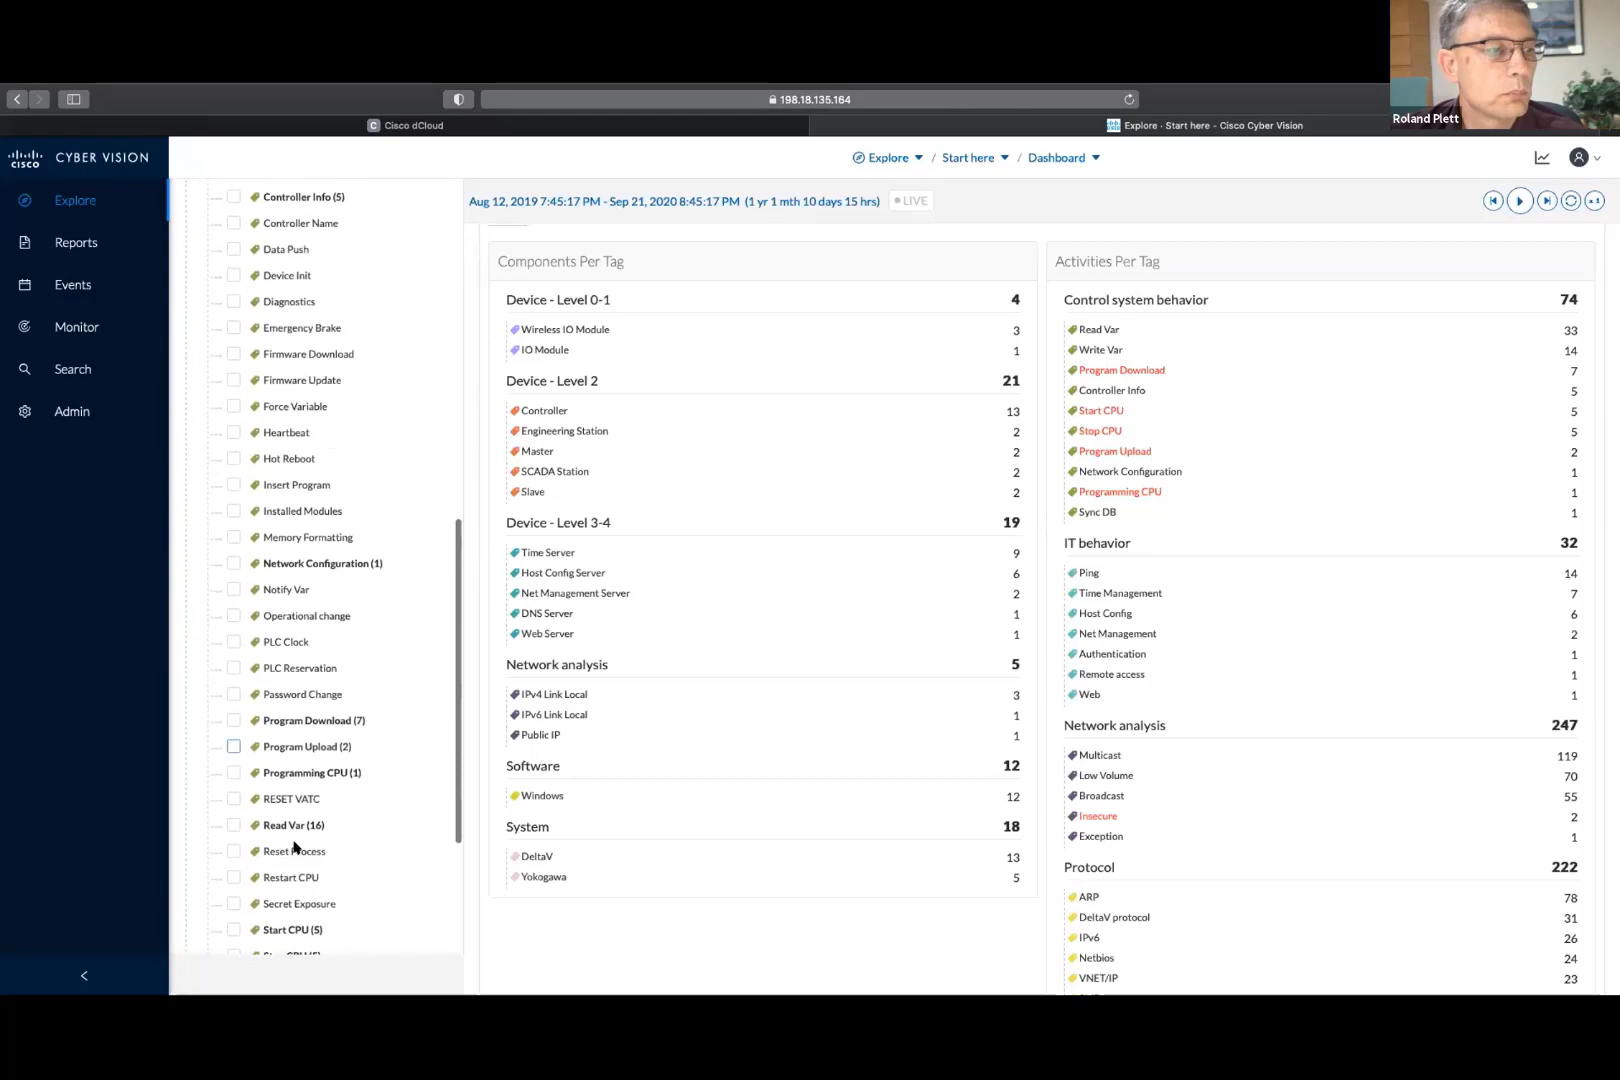 198.18.135.164
Roland Plett
C Cisco dCloud
Explore · Start here - Cisco Cyber Vision
CISCO CYBER VISION
Explore / Start here / Dashboard
Explore
Reports
Events
Monitor
Search
Admin
Aug 12, 2019 7:45:17 PM - Sep 21, 2020 8:45:17 PM (1 yr 1 mth 10 days 15 hrs) LIVE
x 1
Controller Info (5)
Controller Name
Data Push
Device Init
Diagnostics
Emergency Brake
Firmware Download
Firmware Update
Force Variable
Heartbeat
Hot Reboot
Insert Program
Installed Modules
Memory Formatting
Network Configuration (1)
Notify Var
Operational change
PLC Clock
PLC Reservation
Password Change
Program Download (7)
Program Upload (2)
Programming CPU (1)
RESET VATC
Read Var (16)
Reset Process
Restart CPU
Secret Exposure
Start CPU (5)
Components Per Tag
Device - Level 0-1 4
Wireless IO Module 3
IO Module 1
Device - Level 2 21
Controller 13
Engineering Station 2
Master 2
SCADA Station 2
Slave 2
Device - Level 3-4 19
Time Server 9
Host Config Server 6
Net Management Server 2
DNS Server 1
Web Server 1
Network analysis 5
IPv4 Link Local 3
IPv6 Link Local 1
Public IP 1
Software 12
Windows 12
System 18
DeltaV 13
Yokogawa 5
Activities Per Tag
Control system behavior 74
Read Var 33
Write Var 14
Program Download 7
Controller Info 5
Start CPU 5
Stop CPU 5
Program Upload 2
Network Configuration 1
Programming CPU 1
Sync DB 1
IT behavior 32
Ping 14
Time Management 7
Host Config 6
Net Management 2
Authentication 1
Remote access 1
Web 1
Network analysis 247
Multicast 119
Low Volume 70
Broadcast 55
Insecure 2
Exception 1
Protocol 222
ARP 78
DeltaV protocol 31
IPv6 26
Netbios 24
VNET/IP 23